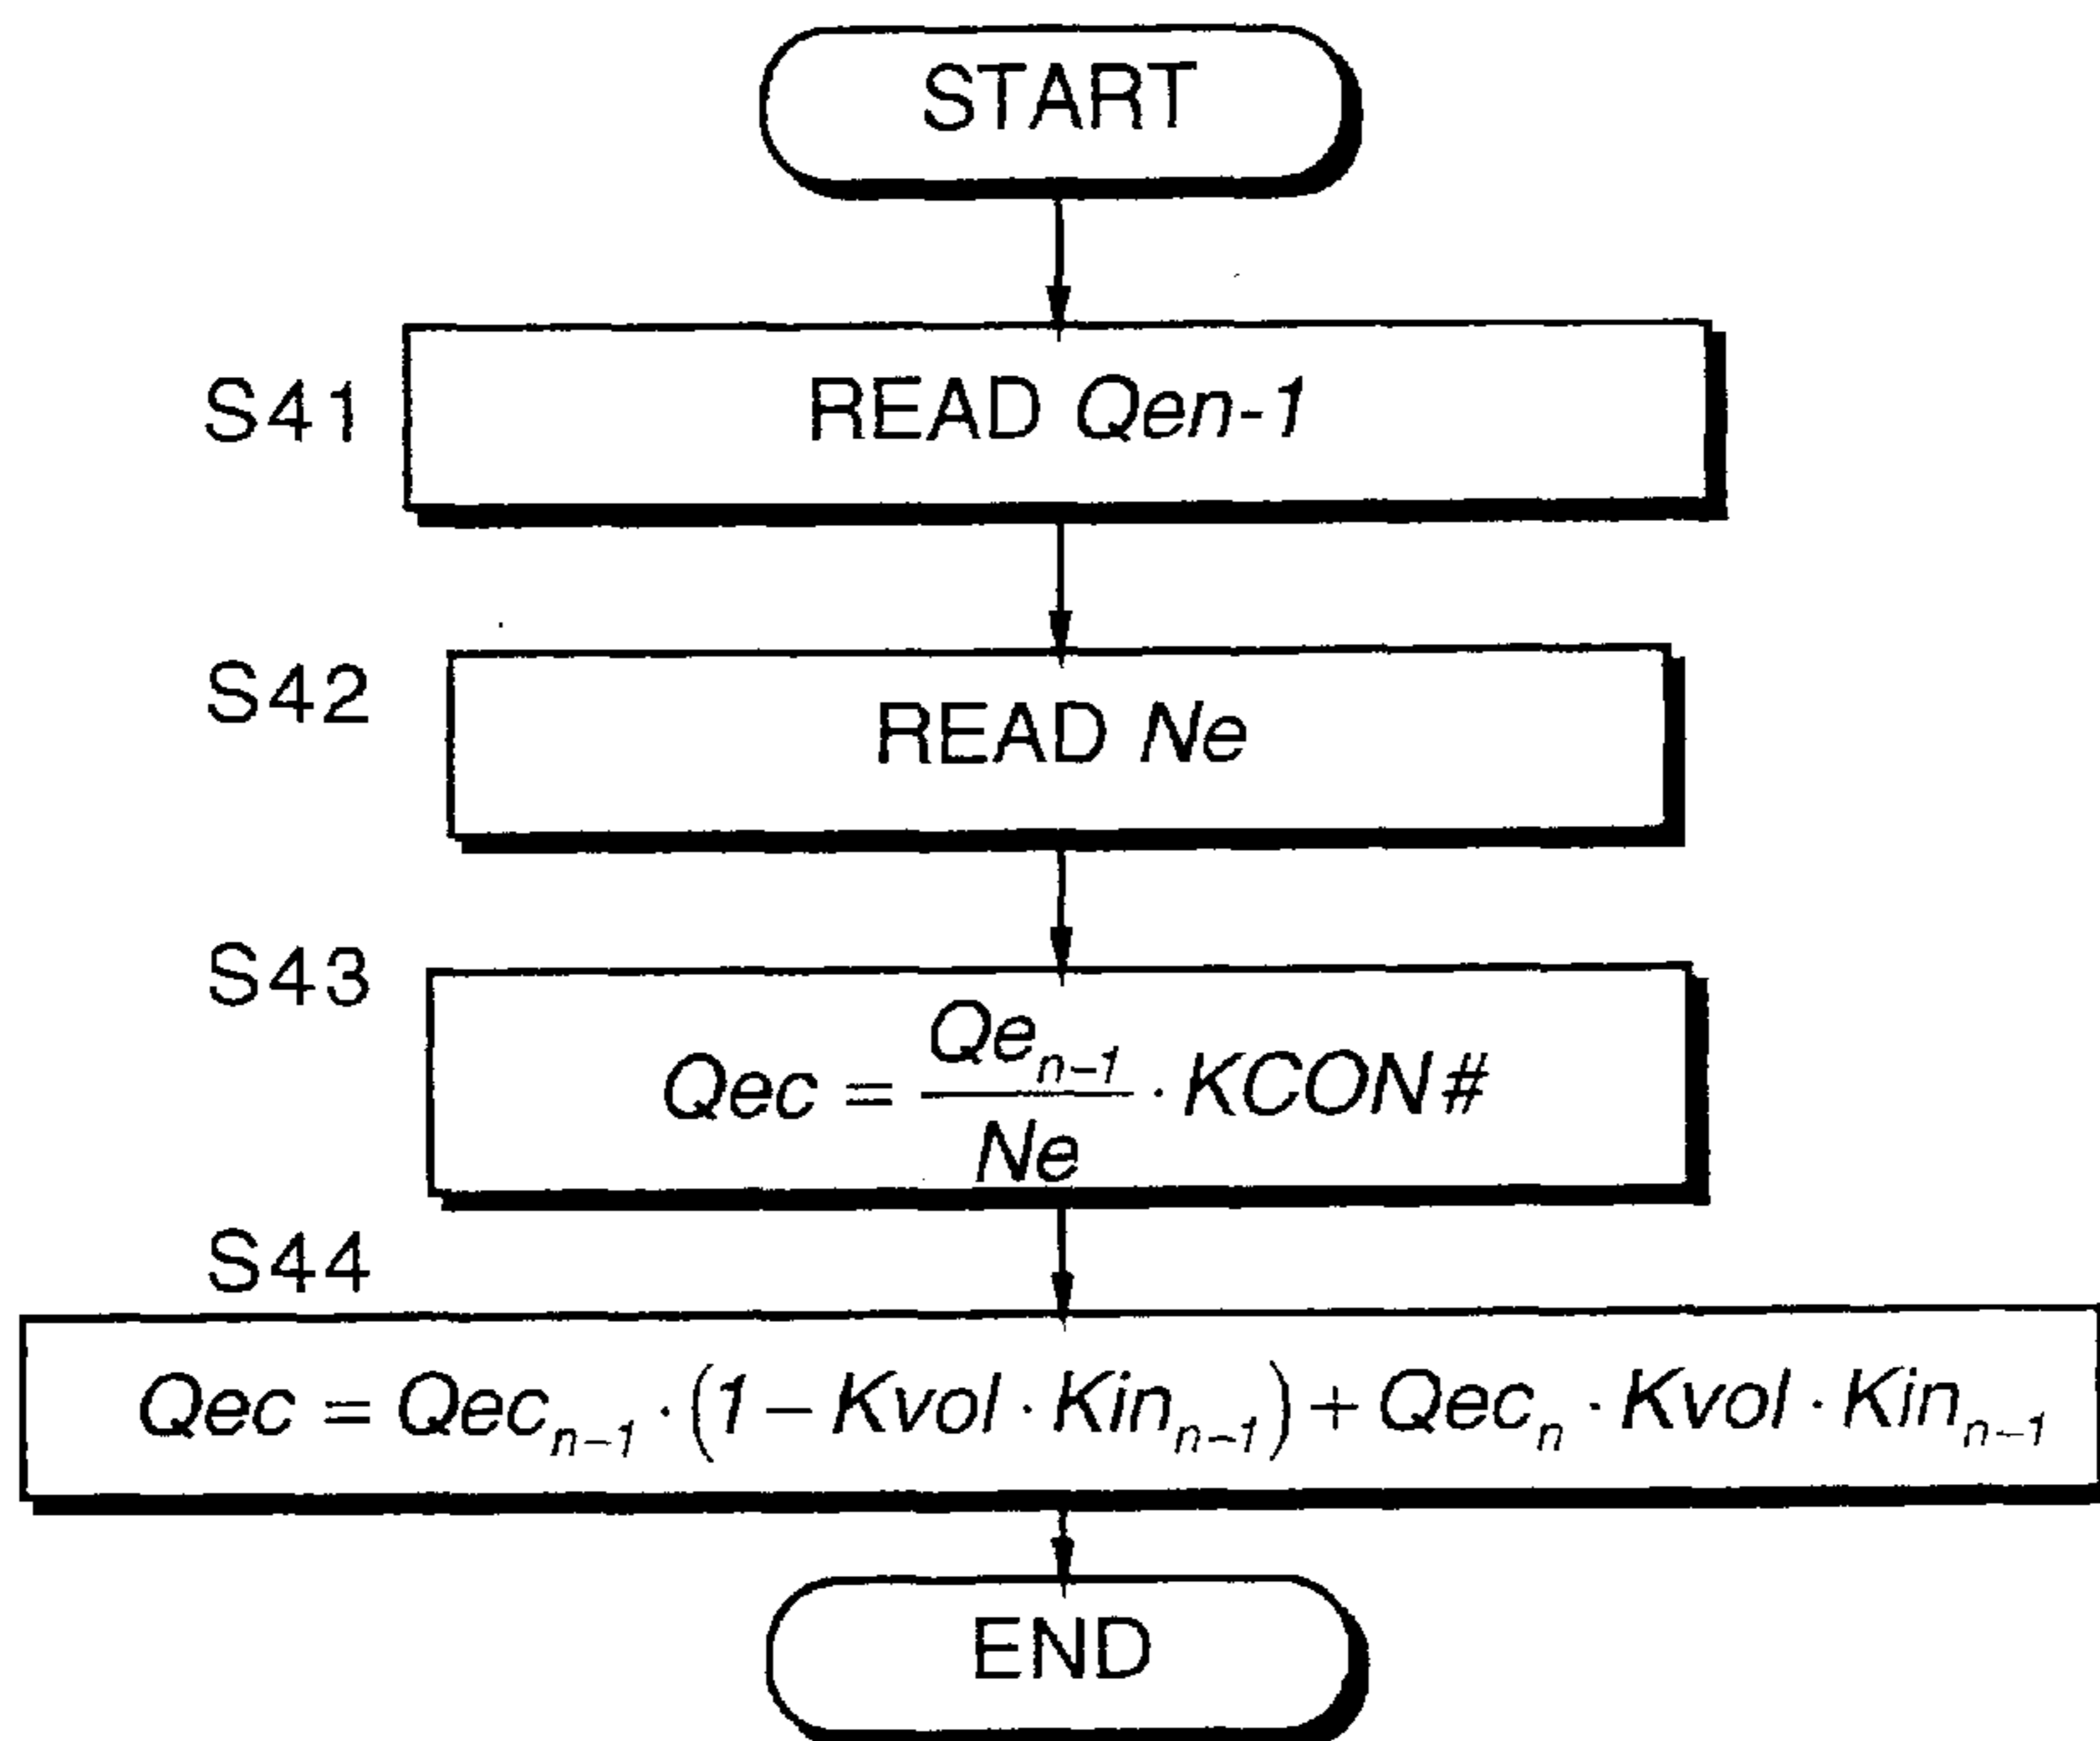 START
S41
READ Qen-1
S42
READ Ne
S43
Qec = Qeₙ₋₁ / Ne · KCON#
S44
Qec = Qecₙ₋₁ · (1 – Kvol · Kinₙ₋₁) + Qecₙ · Kvol · Kinₙ₋₁
END